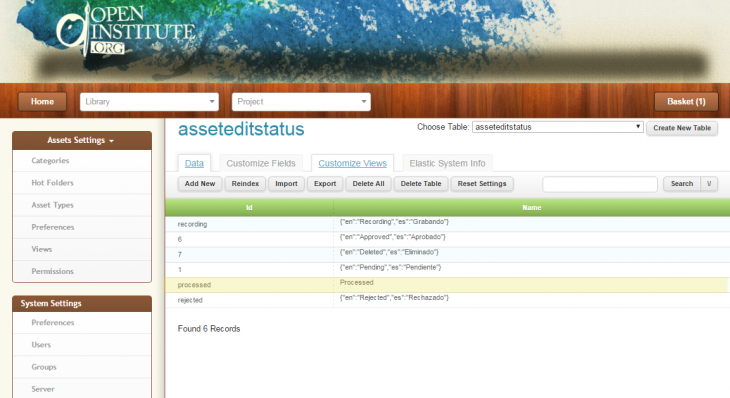 OPEN
INSTITUTE
.ORG
Home Library Project Basket (1)
Assets Settings
Categories
Hot Folders
Asset Types
Preferences
Views
Permissions
System Settings
Preferences
Users
Groups
Server
asseteditstatus Choose Table: asseteditstatus Create New Table
Data Customize Fields Customize Views Elastic System Info
Add New Reindex Import Export Delete All Delete Table Reset Settings Search V
Id Name
recording {"en":"Recording","es":"Grabando"}
6 {"en":"Approved","es":"Aprobado"}
7 {"en":"Deleted","es":"Eliminado"}
1 {"en":"Pending","es":"Pendiente"}
processed Processed
rejected {"en":"Rejected","es":"Rechazado"}
Found 6 Records